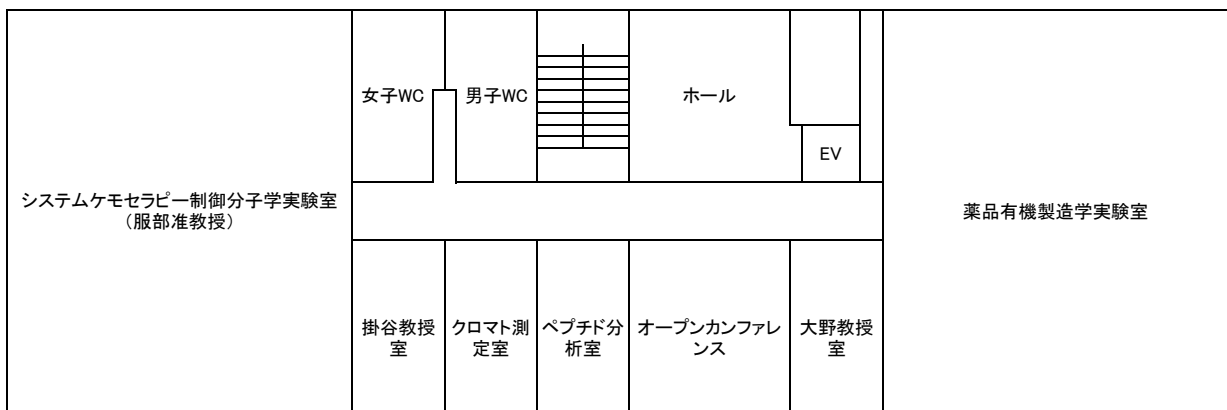 女子WC
男子WC
ホール
EV
システムケモセラピー制御分子学実験室
（服部准教授）
薬品有機製造学実験室
掛谷教授
室
クロマト測
定室
ペプチド分
析室
オープンカンファレ
ンス
大野教授
室